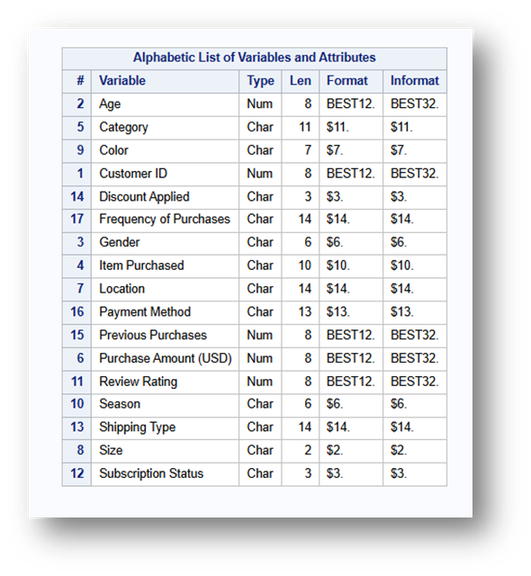 Alphabetic List of Variables and Attributes
# Variable Type Len Format Informat
2 Age Num 8 BEST12. BEST32.
5 Category Char 11 $11. $11.
9 Color Char 7 $7. $7.
1 Customer ID Num 8 BEST12. BEST32.
14 Discount Applied Char 3 $3. $3.
17 Frequency of Purchases Char 14 $14. $14.
3 Gender Char 6 $6. $6.
4 Item Purchased Char 10 $10. $10.
7 Location Char 14 $14. $14.
16 Payment Method Char 13 $13. $13.
15 Previous Purchases Num 8 BEST12. BEST32.
6 Purchase Amount (USD) Num 8 BEST12. BEST32.
11 Review Rating Num 8 BEST12. BEST32.
10 Season Char 6 $6. $6.
13 Shipping Type Char 14 $14. $14.
8 Size Char 2 $2. $2.
12 Subscription Status Char 3 $3. $3.